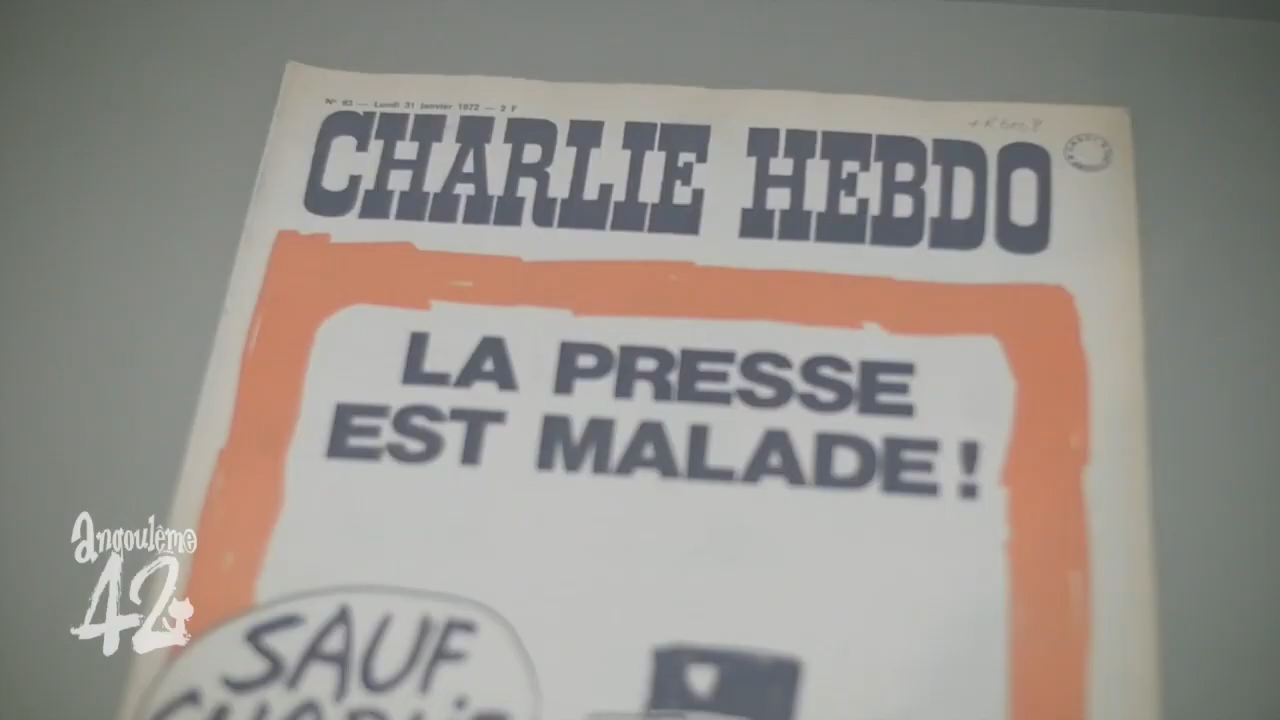 N° 63 — Lundi 31 janvier 1972 — 2 F
CHARLIE HEBDO
LA PRESSE
EST MALADE !
SAUF
angoulême
42